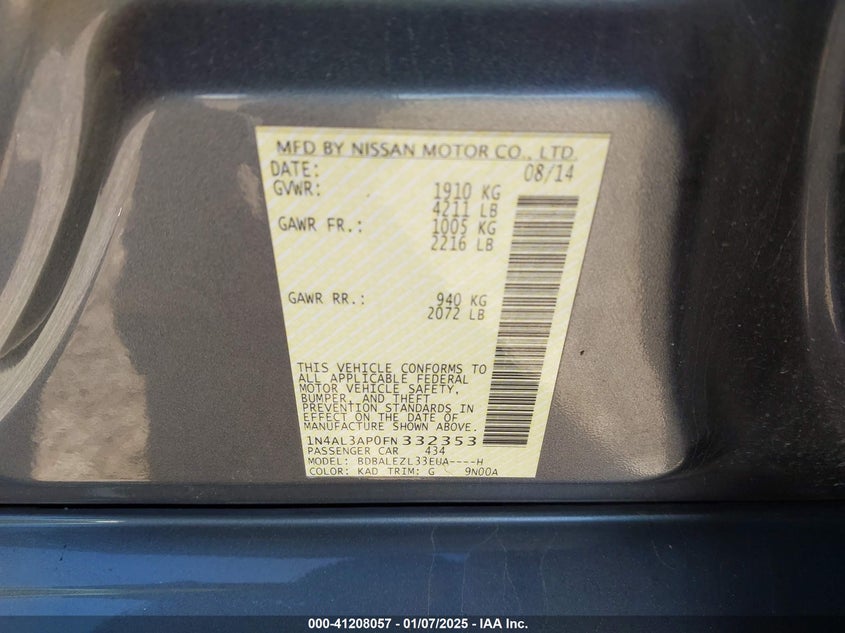 MFD BY NISSAN MOTOR CO., LTD.
DATE: 08/14
GVWR: 1910 KG
4211 LB
GAWR FR.: 1005 KG
2216 LB
GAWR RR.: 940 KG
2072 LB
THIS VEHICLE CONFORMS TO
ALL APPLICABLE FEDERAL
MOTOR VEHICLE SAFETY,
BUMPER, AND THEFT
PREVENTION STANDARDS IN
EFFECT ON THE DATE OF
MANUFACTURE SHOWN ABOVE.
1N4AL3AP0FN332353
PASSENGER CAR 434
MODEL: BDBALEZL33EUA----H
COLOR: KAD TRIM: G 9N00A
000-41208057 - 01/07/2025 - IAA Inc.